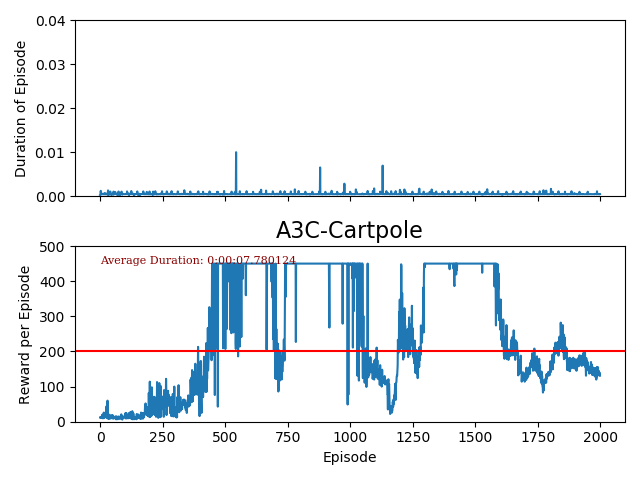 0.04
0.03
0.02
0.01
0.00
Duration of Episode
A3C-Cartpole
Average Duration: 0:00:07.780124
500
400
300
200
100
0
Reward per Episode
0 250 500 750 1000 1250 1500 1750 2000
Episode